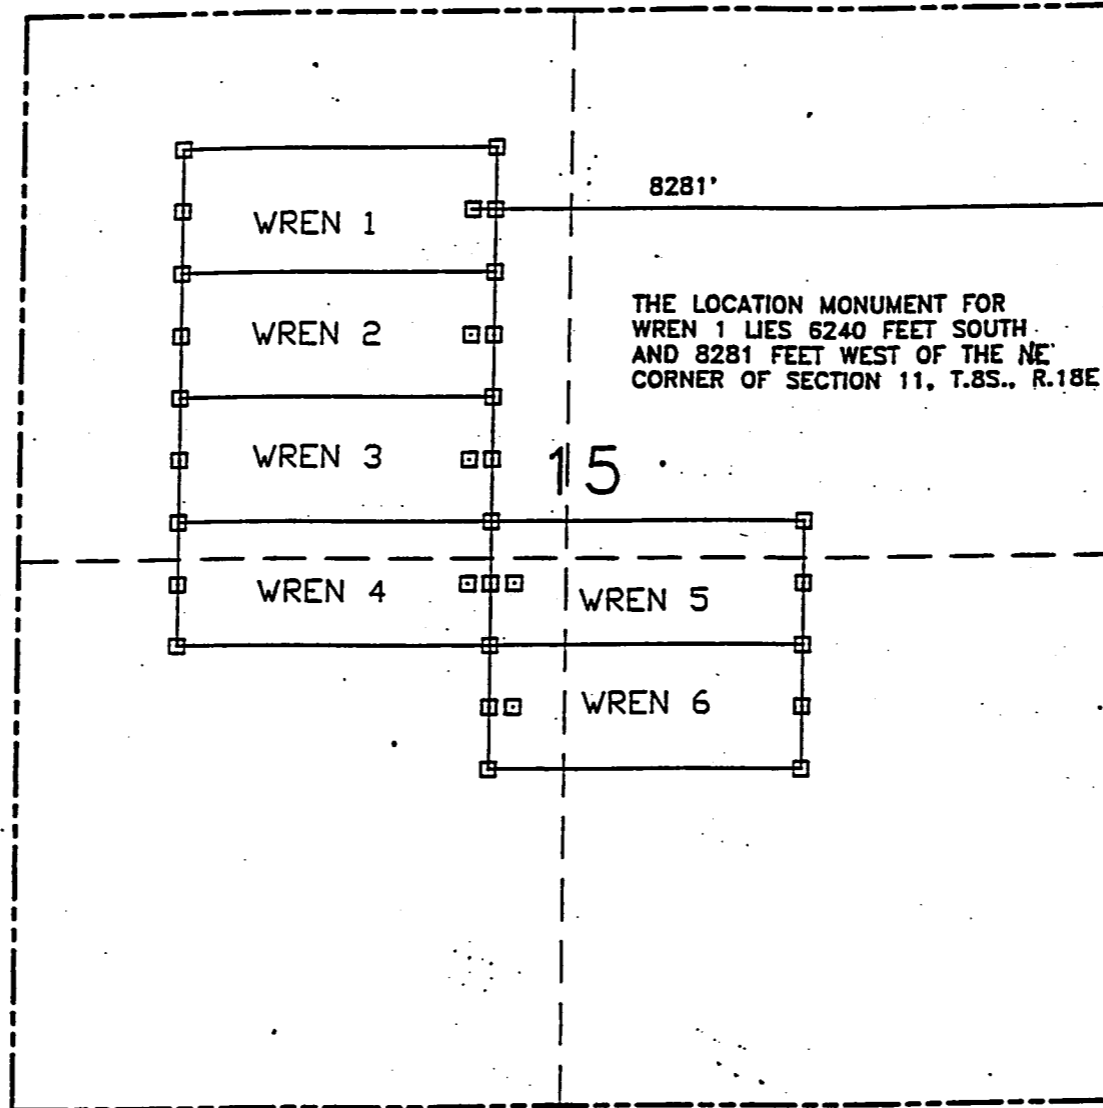 8281'
WREN 1
THE LOCATION MONUMENT FOR
WREN 1 LIES 6240 FEET SOUTH
AND 8281 FEET WEST OF THE NE
CORNER OF SECTION 11, T.8S., R.18E
WREN 2
WREN 3
15
WREN 4
WREN 5
WREN 6